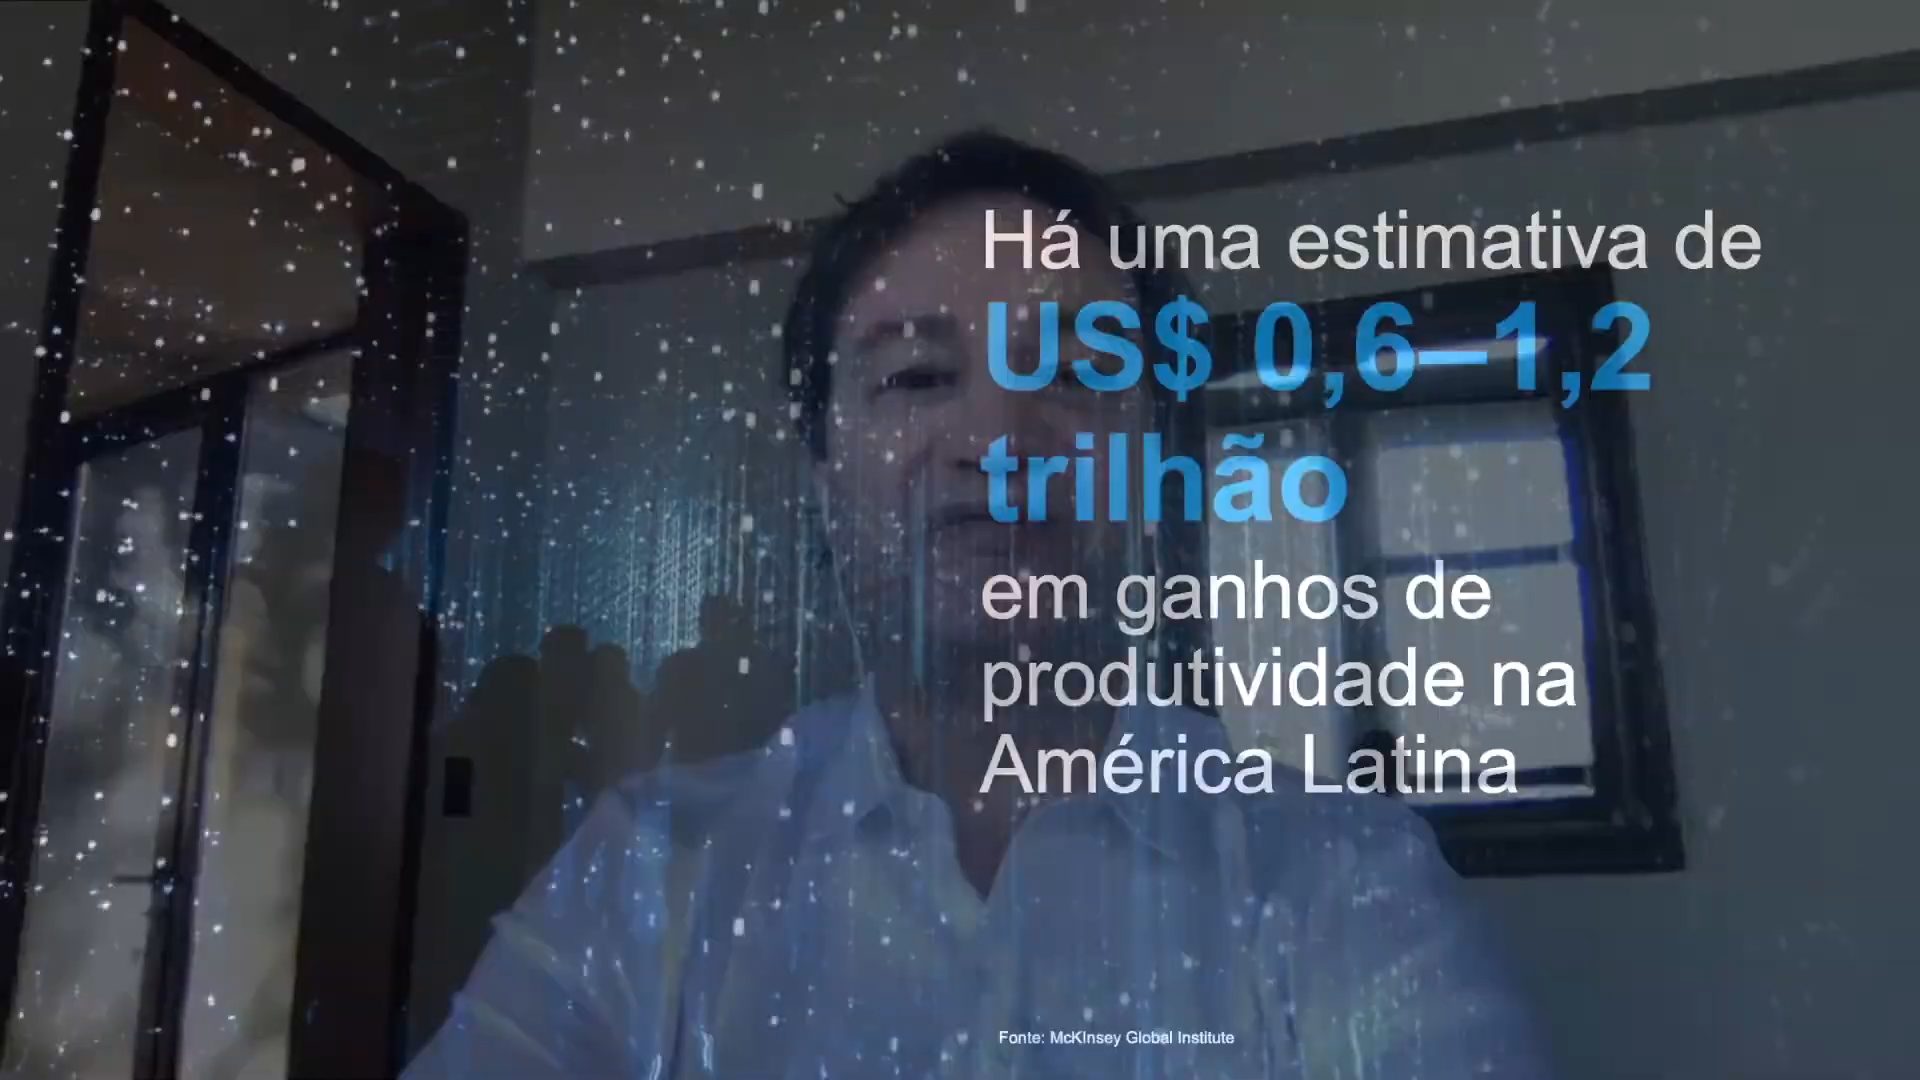 Há uma estimativa de
US$ 0,6–1,2
trilhão
em ganhos de
produtividade na
América Latina
Fonte: McKInsey Global Institute